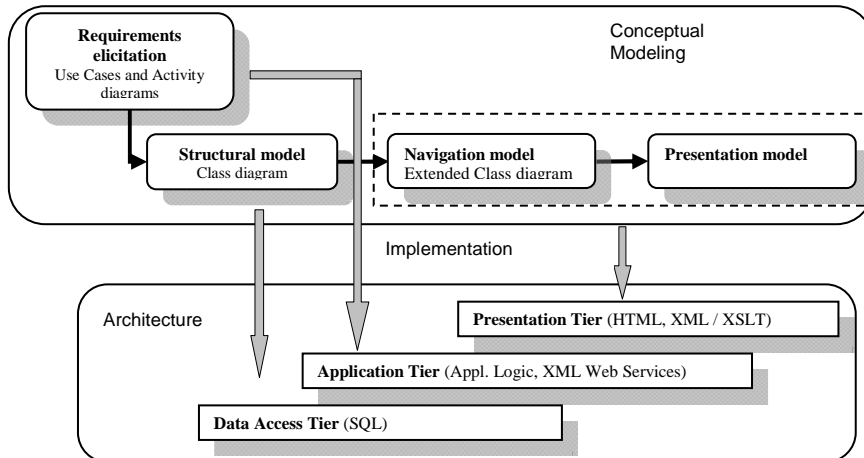 Requirements
elicitation
Use Cases and Activity
diagrams
Conceptual
Modeling
Structural model
Class diagram
Navigation model
Extended Class diagram
Presentation model
Implementation
Architecture
Presentation Tier (HTML, XML / XSLT)
Application Tier (Appl. Logic, XML Web Services)
Data Access Tier (SQL)